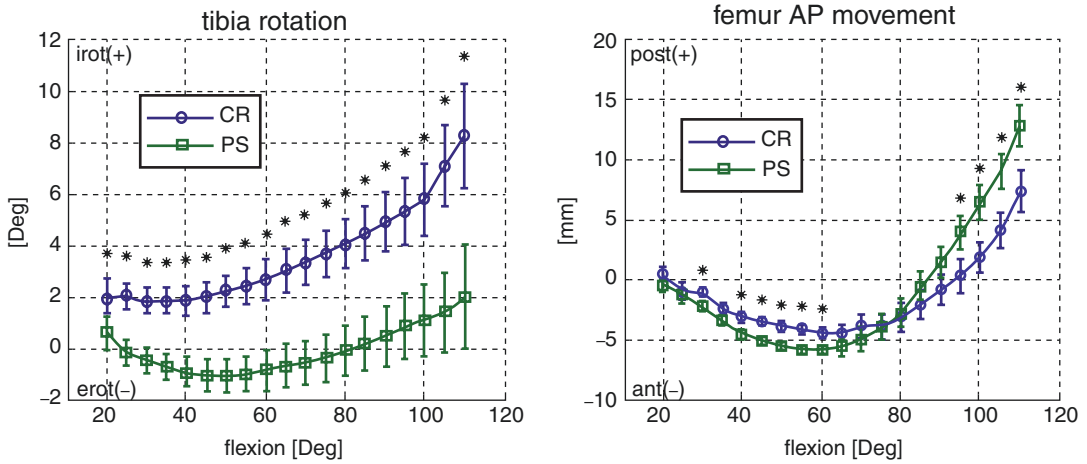 tibia rotation
12
10
8
6
4
2
0
−2
[Deg]
irot(+)
erot(−)
CR
PS
* * * * * * * * * * * * * * * * * * *
20 40 60 80 100 120
flexion [Deg]
femur AP movement
20
15
10
5
0
−5
−10
[mm]
post(+)
ant(−)
CR
PS
* * * * * * * * * *
20 40 60 80 100 120
flexion [Deg]